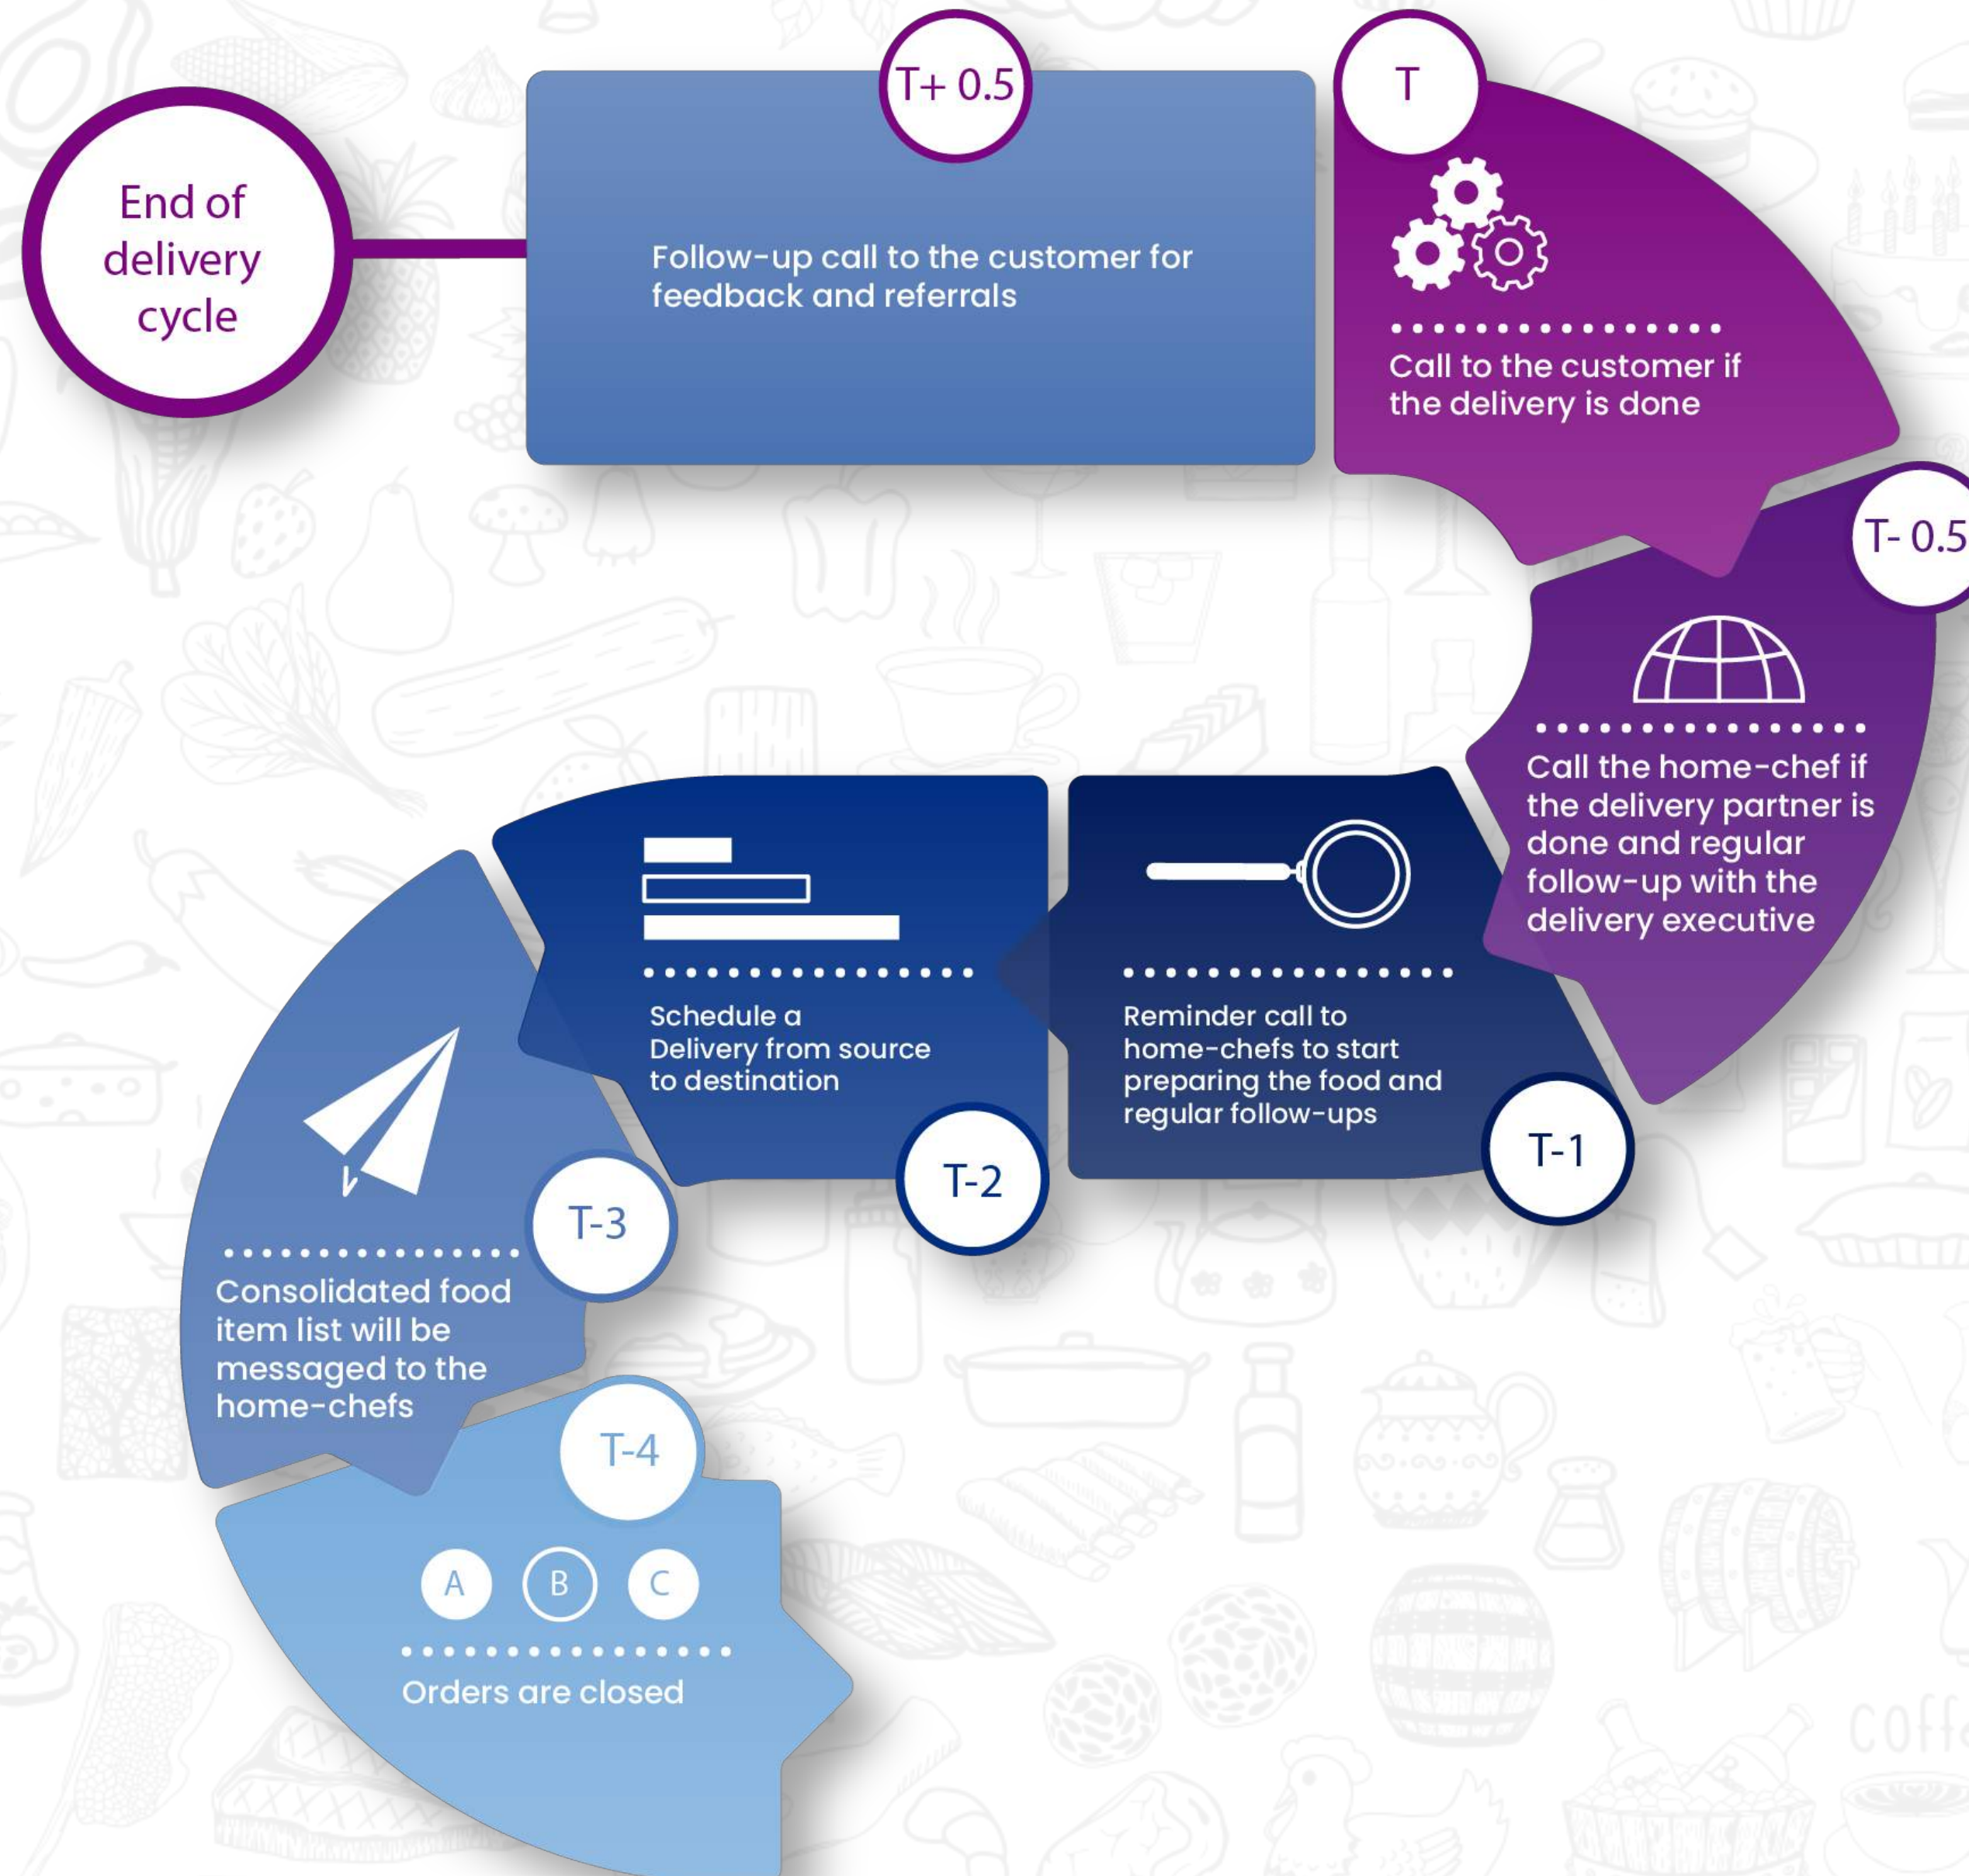 End of
delivery
cycle
T+ 0.5
Follow-up call to the customer for
feedback and referrals
T
Call to the customer if
the delivery is done
T- 0.5
Call the home-chef if
the delivery partner is
done and regular
follow-up with the
delivery executive
Schedule a
Delivery from source
to destination
T-2
Reminder call to
home-chefs to start
preparing the food and
regular follow-ups
T-1
T-3
Consolidated food
item list will be
messaged to the
home-chefs
T-4
A B C
Orders are closed